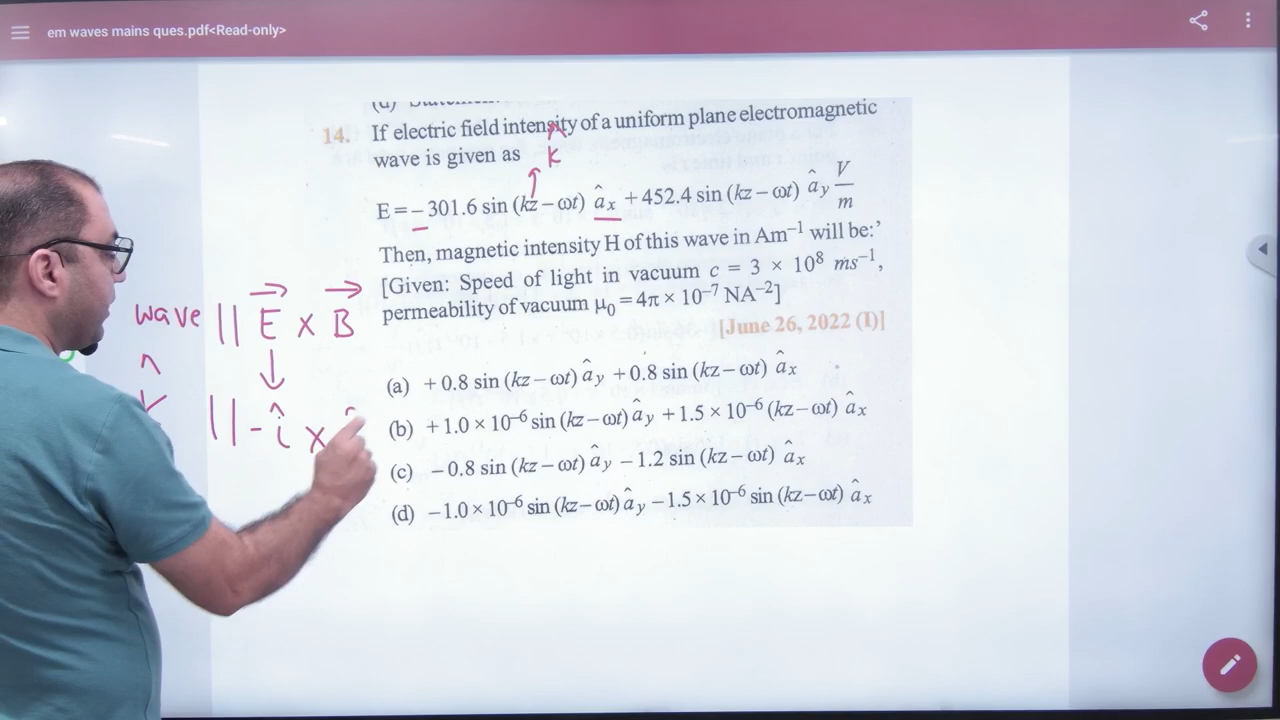 em waves mains ques.pdf<Read-only>
14. If electric field intensity of a uniform plane electromagnetic
wave is given as
k̂
E = – 301.6 sin (kz – ωt) â_x + 452.4 sin (kz – ωt) â_y V/m
Then, magnetic intensity H of this wave in Am⁻¹ will be:’
[Given: Speed of light in vacuum c = 3 × 10⁸ ms⁻¹,
permeability of vacuum μ₀ = 4π × 10⁻⁷ NA⁻²]
[June 26, 2022 (I)]
(a) + 0.8 sin (kz – ωt) â_y + 0.8 sin (kz – ωt) â_x
(b) + 1.0 × 10⁻⁶ sin (kz – ωt) â_y + 1.5 × 10⁻⁶ (kz – ωt) â_x
(c) – 0.8 sin (kz – ωt) â_y – 1.2 sin (kz – ωt) â_x
(d) – 1.0 × 10⁻⁶ sin (kz – ωt) â_y – 1.5 × 10⁻⁶ sin (kz – ωt) â_x
wave || E⃗ × B⃗
|| - î ×